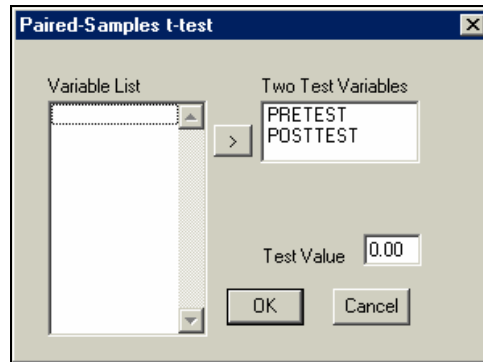 Paired-Samples t-test
Variable List
Two Test Variables
PRETEST
POSTTEST
>
Test Value 0.00
OK Cancel